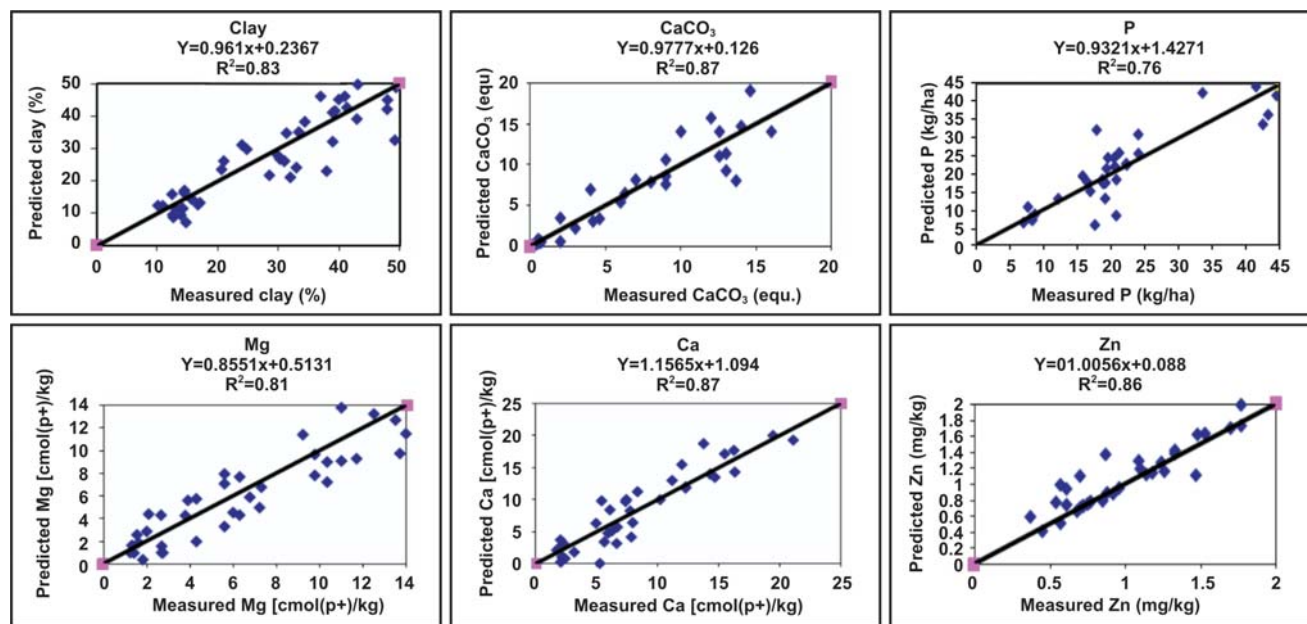 Clay
Y=0.961x+0.2367
R²=0.83
Predicted clay (%)
50
40
30
20
10
0
0 10 20 30 40 50
Measured clay (%)
CaCO₃
Y=0.9777x+0.126
R²=0.87
Predicted CaCO₃ (equ)
20
15
10
5
0
0 5 10 15 20
Measured CaCO₃ (equ.)
P
Y=0.9321x+1.4271
R²=0.76
Predicted P (kg/ha)
45
40
35
30
25
20
15
10
5
0
0 5 10 15 20 25 30 35 40 45
Measured P (kg/ha)
Mg
Y=0.8551x+0.5131
R²=0.81
Predicted Mg [cmol(p+)/kg]
14
12
10
8
6
4
2
0
0 2 4 6 8 10 12 14
Measured Mg [cmol(p+)/kg)
Ca
Y=1.1565x+1.094
R²=0.87
Predicted Ca [cmol(p+)/kg)
25
20
15
10
5
0
0 5 10 15 20 25
Measured Ca [cmol(p+)/kg)
Zn
Y=01.0056x+0.088
R²=0.86
Predicted Zn (mg/kg)
2
1.8
1.6
1.4
1.2
1
0.8
0.6
0.4
0.2
0
0 0.5 1 1.5 2
Measured Zn (mg/kg)